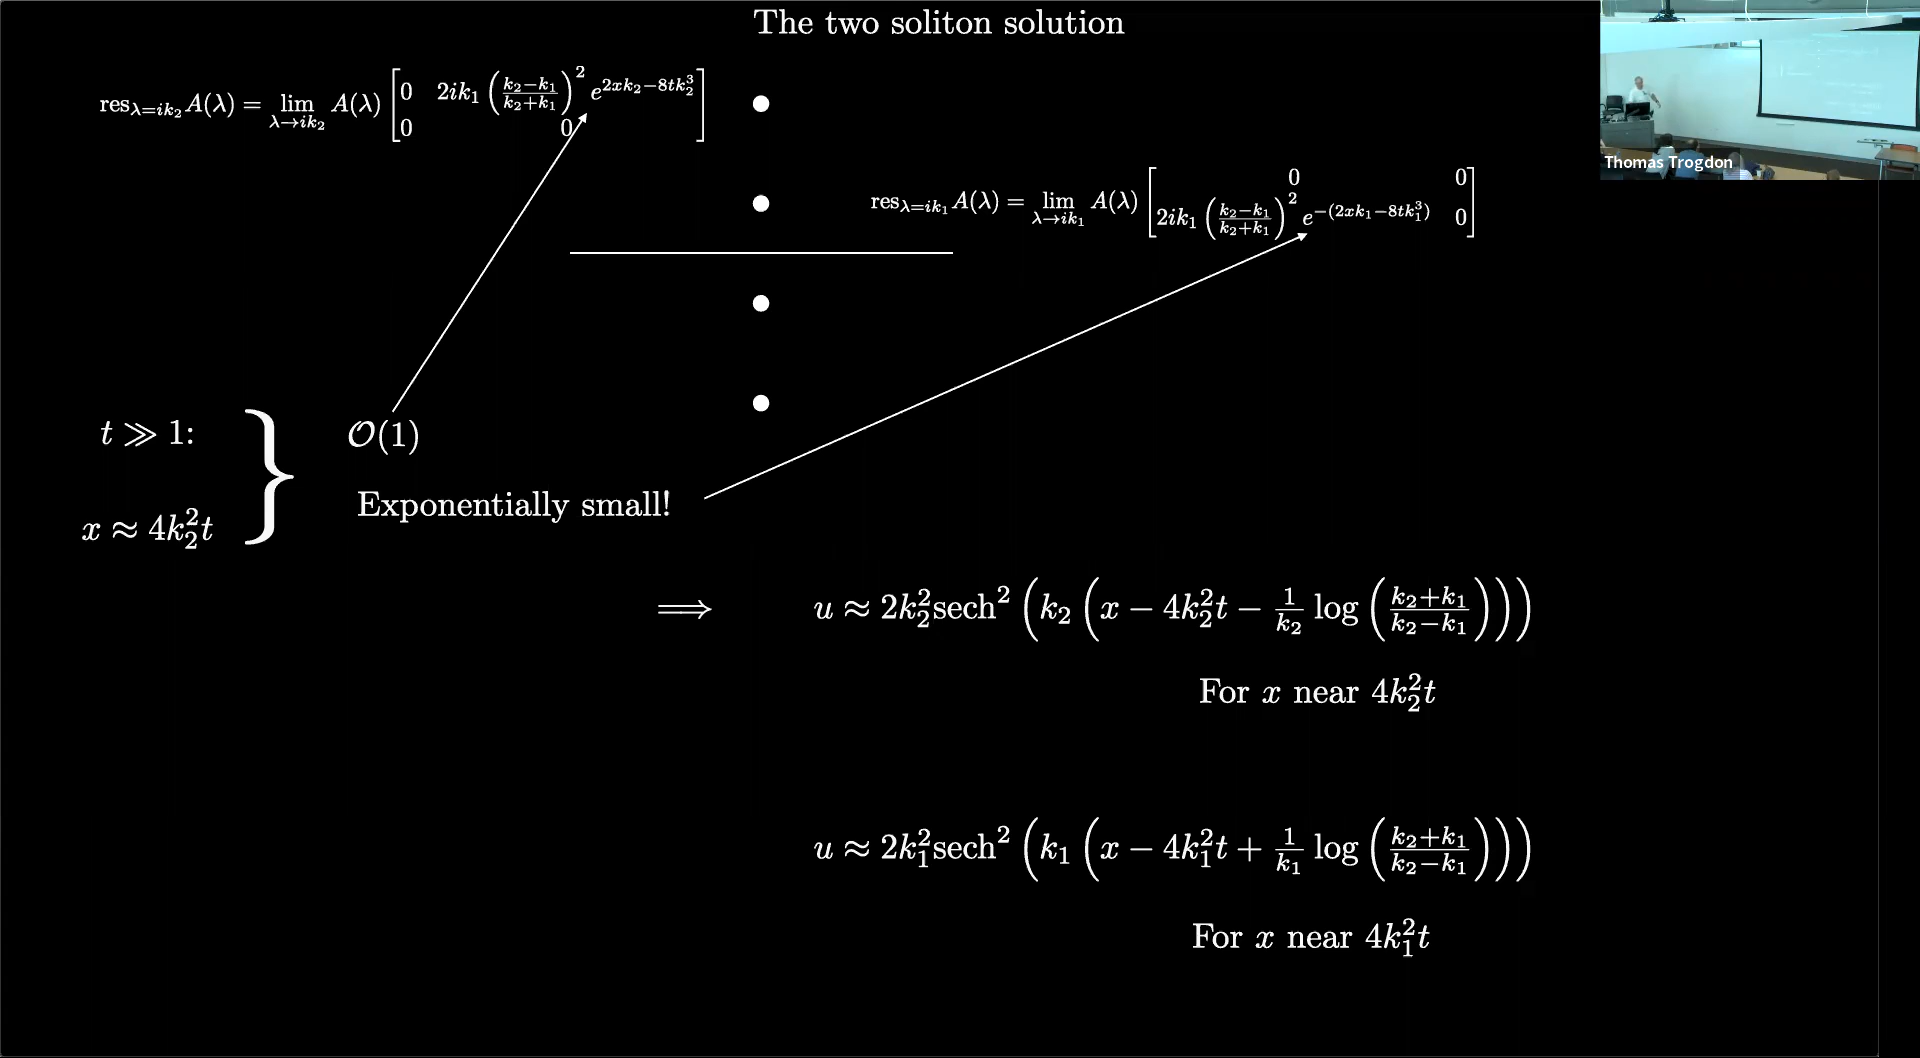 The two soliton solution
res_{λ=ik_2} A(λ) = lim_{λ→ik_2} A(λ) [0 2ik_1 ((k_2−k_1)/(k_2+k_1))^2 e^{2xk_2−8tk_2^3}; 0 0]
res_{λ=ik_1} A(λ) = lim_{λ→ik_1} A(λ) [0 0; 2ik_1 ((k_2−k_1)/(k_2+k_1))^2 e^{−(2xk_1−8tk_1^3)} 0]
Thomas Trogdon
t ≫ 1:
x ≈ 4k_2^2 t
}
𝒪(1)
Exponentially small!
⟹ u ≈ 2k_2^2 sech^2 (k_2 (x − 4k_2^2 t − 1/k_2 log ((k_2+k_1)/(k_2−k_1))))
For x near 4k_2^2 t
u ≈ 2k_1^2 sech^2 (k_1 (x − 4k_1^2 t + 1/k_1 log ((k_2+k_1)/(k_2−k_1))))
For x near 4k_1^2 t